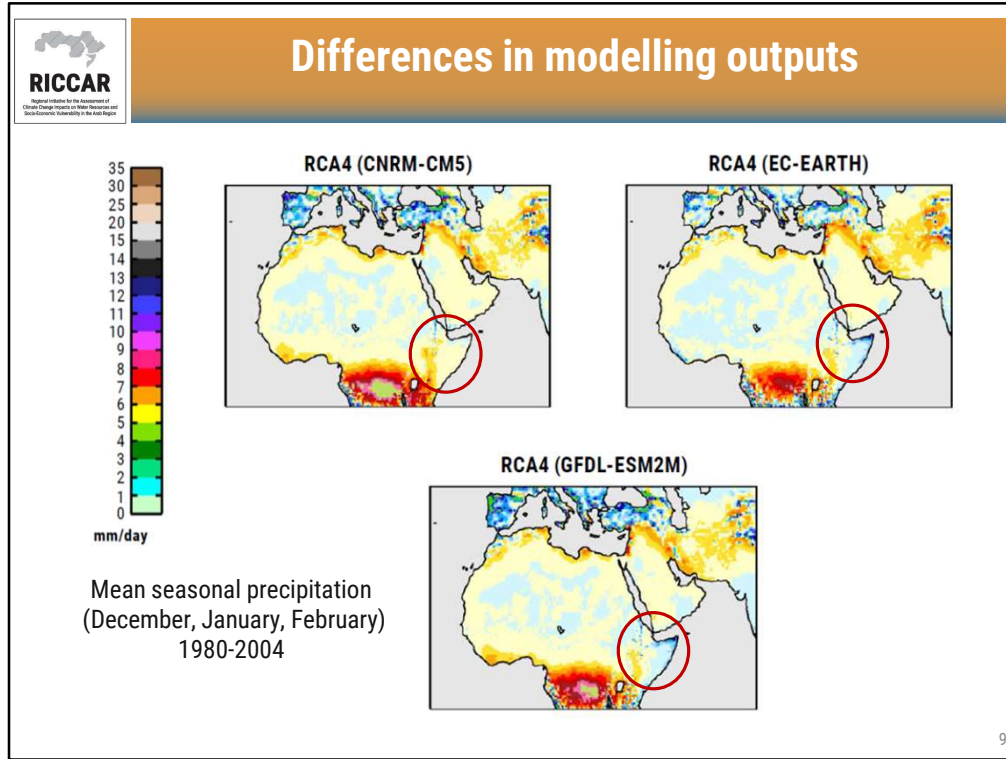 RICCAR
Regional Initiative for the Assessment of
Climate Change Impacts on Water Resources and
Socio-Economic Vulnerability in the Arab Region
Differences in modelling outputs
RCA4 (CNRM-CM5)
RCA4 (EC-EARTH)
35
30
25
20
15
14
13
12
11
10
9
8
7
6
5
4
3
2
1
0
mm/day
RCA4 (GFDL-ESM2M)
Mean seasonal precipitation
(December, January, February)
1980-2004
9